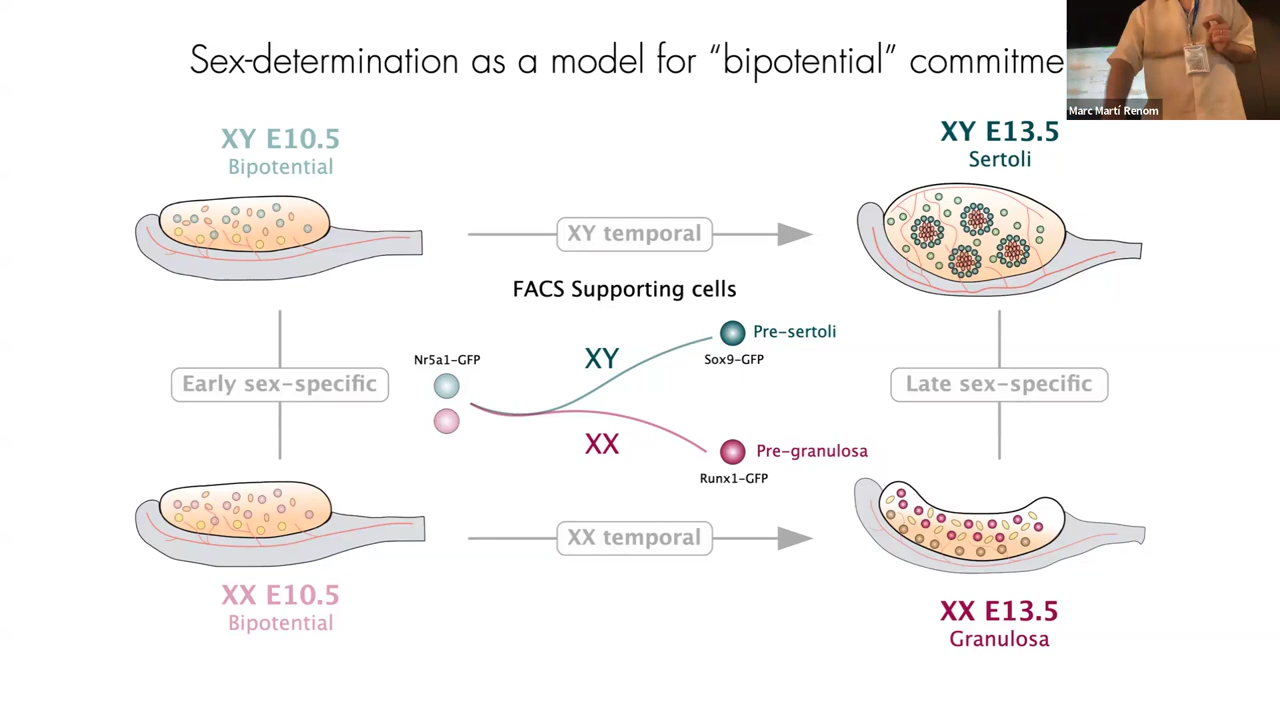 Sex-determination as a model for “bipotential” commitme
Marc Martí Renom
XY E10.5
Bipotential
XY E13.5
Sertoli
XY temporal
FACS Supporting cells
Early sex-specific
Nr5a1-GFP
XY
XX
Pre-sertoli
Sox9-GFP
Pre-granulosa
Runx1-GFP
Late sex-specific
XX temporal
XX E10.5
Bipotential
XX E13.5
Granulosa